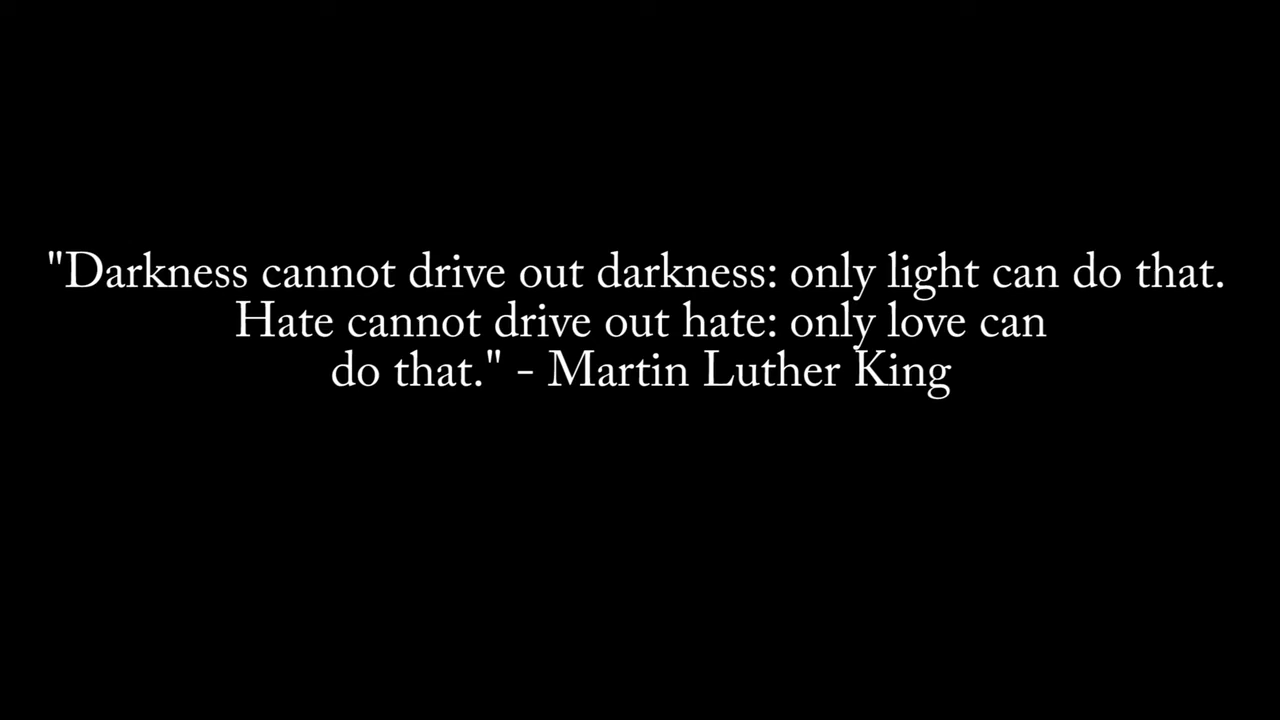 "Darkness cannot drive out darkness: only light can do that.
Hate cannot drive out hate: only love can
do that." - Martin Luther King